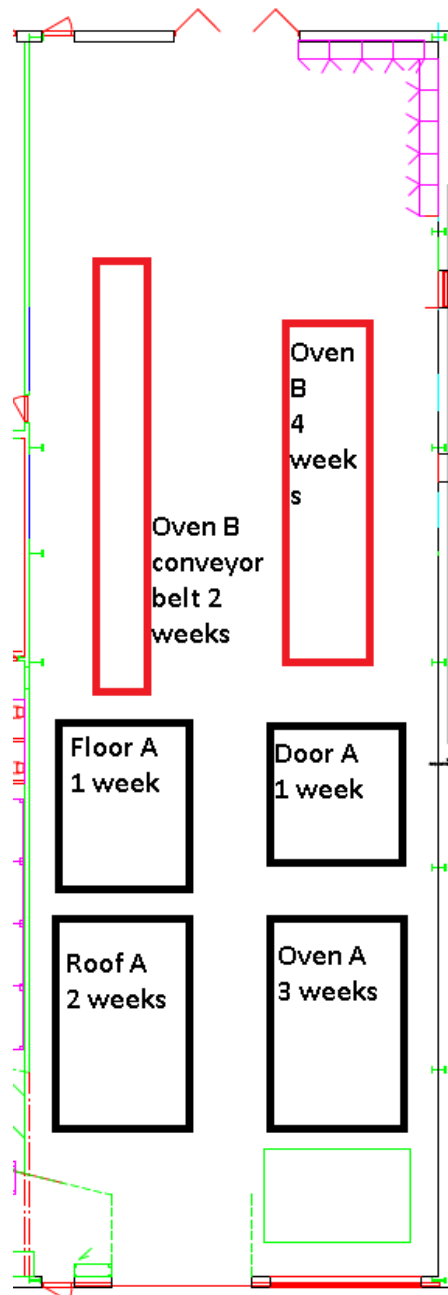 Oven
B
4
week
s
Oven B
conveyor
belt 2
weeks
Floor A
1 week
Door A
1 week
Roof A
2 weeks
Oven A
3 weeks